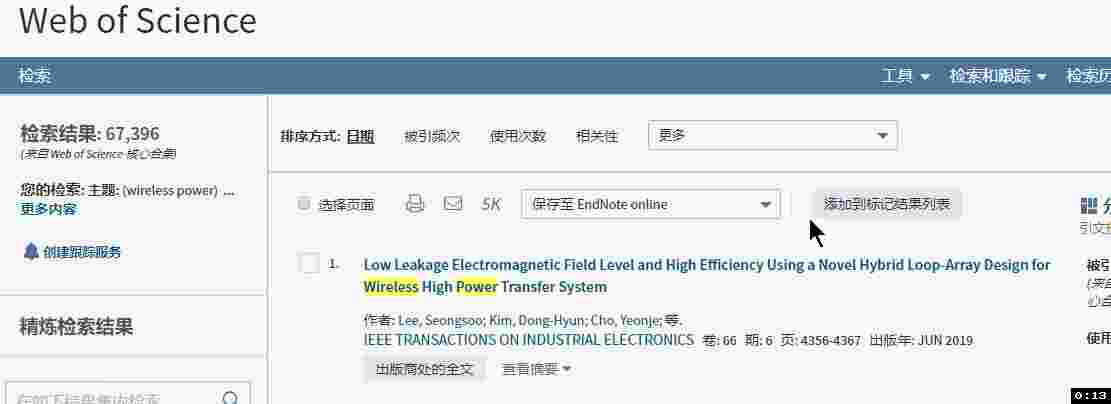 Web of Science
检索
工具 检索和跟踪 检索历
检索结果: 67,396
(来自 Web of Science 核心合集)
您的检索: 主题: (wireless power) ...
更多内容
创建跟踪服务
精炼检索结果
在如下结果集内检索
排序方式: 日期 被引频次 使用次数 相关性 更多
选择页面 5K 保存至 EndNote online 添加到标记结果列表
1. Low Leakage Electromagnetic Field Level and High Efficiency Using a Novel Hybrid Loop-Array Design for
Wireless High Power Transfer System
作者: Lee, Seongsoo; Kim, Dong-Hyun; Cho, Yeonje; 等.
IEEE TRANSACTIONS ON INDUSTRIAL ELECTRONICS 卷: 66 期: 6 页: 4356-4367 出版年: JUN 2019
出版商处的全文 查看摘要
分
引文
被引
(来自
心合
使用
0:13